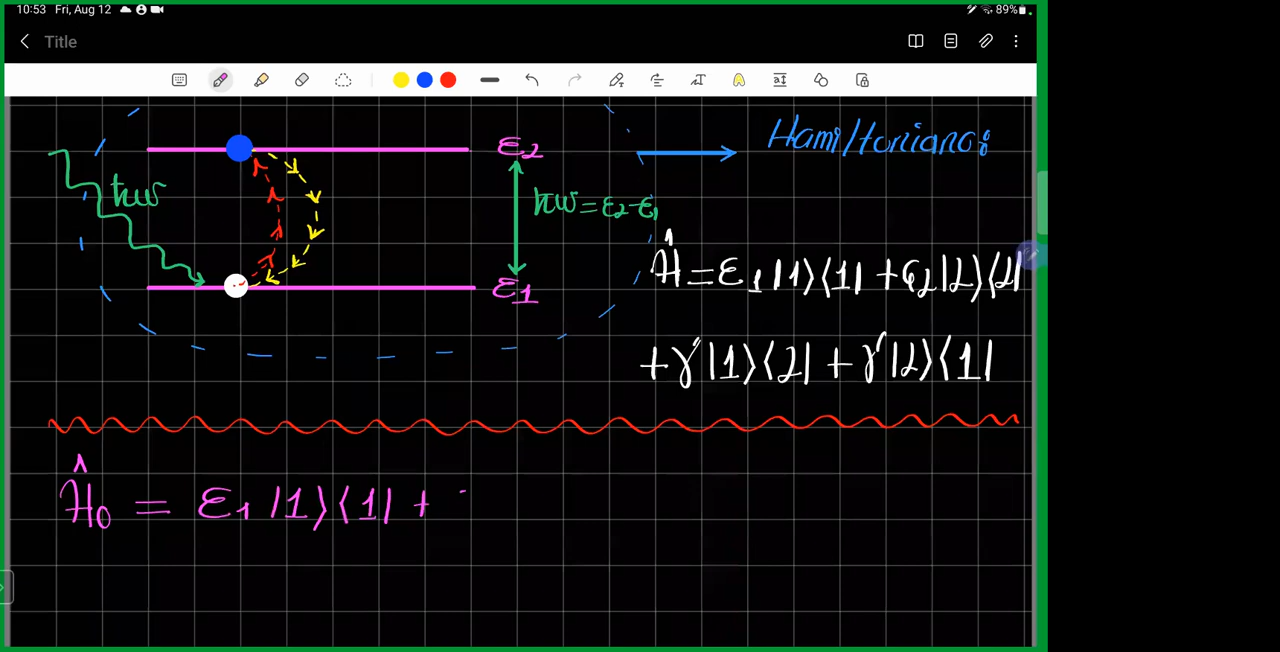 10:53 Fri, Aug 12
89%
Title
ε2
Hamiltoniano:
ħω
ħω = ε2-ε1
Ĥ = ε1 |1⟩⟨1| + ε2|2⟩⟨2|
ε1
+ γ|1⟩⟨2| + γ|2⟩⟨1|
Ĥ0 = ε1 |1⟩⟨1| +